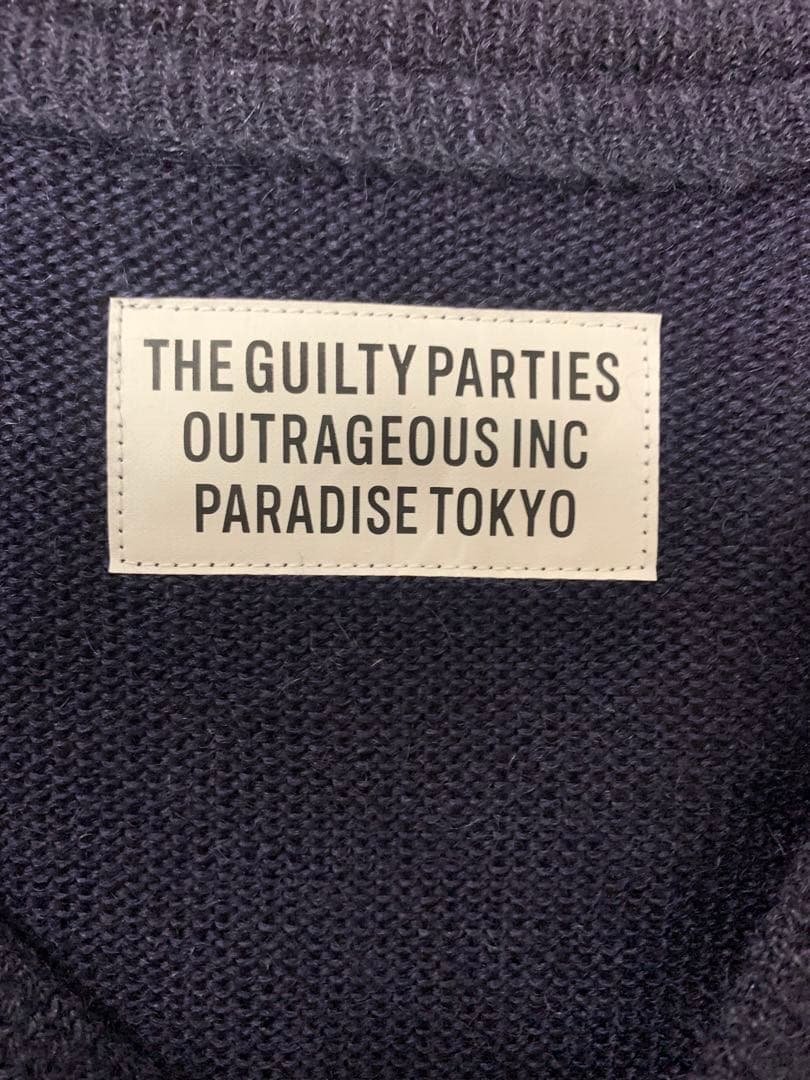 THE GUILTY PARTIES
OUTRAGEOUS INC
PARADISE TOKYO